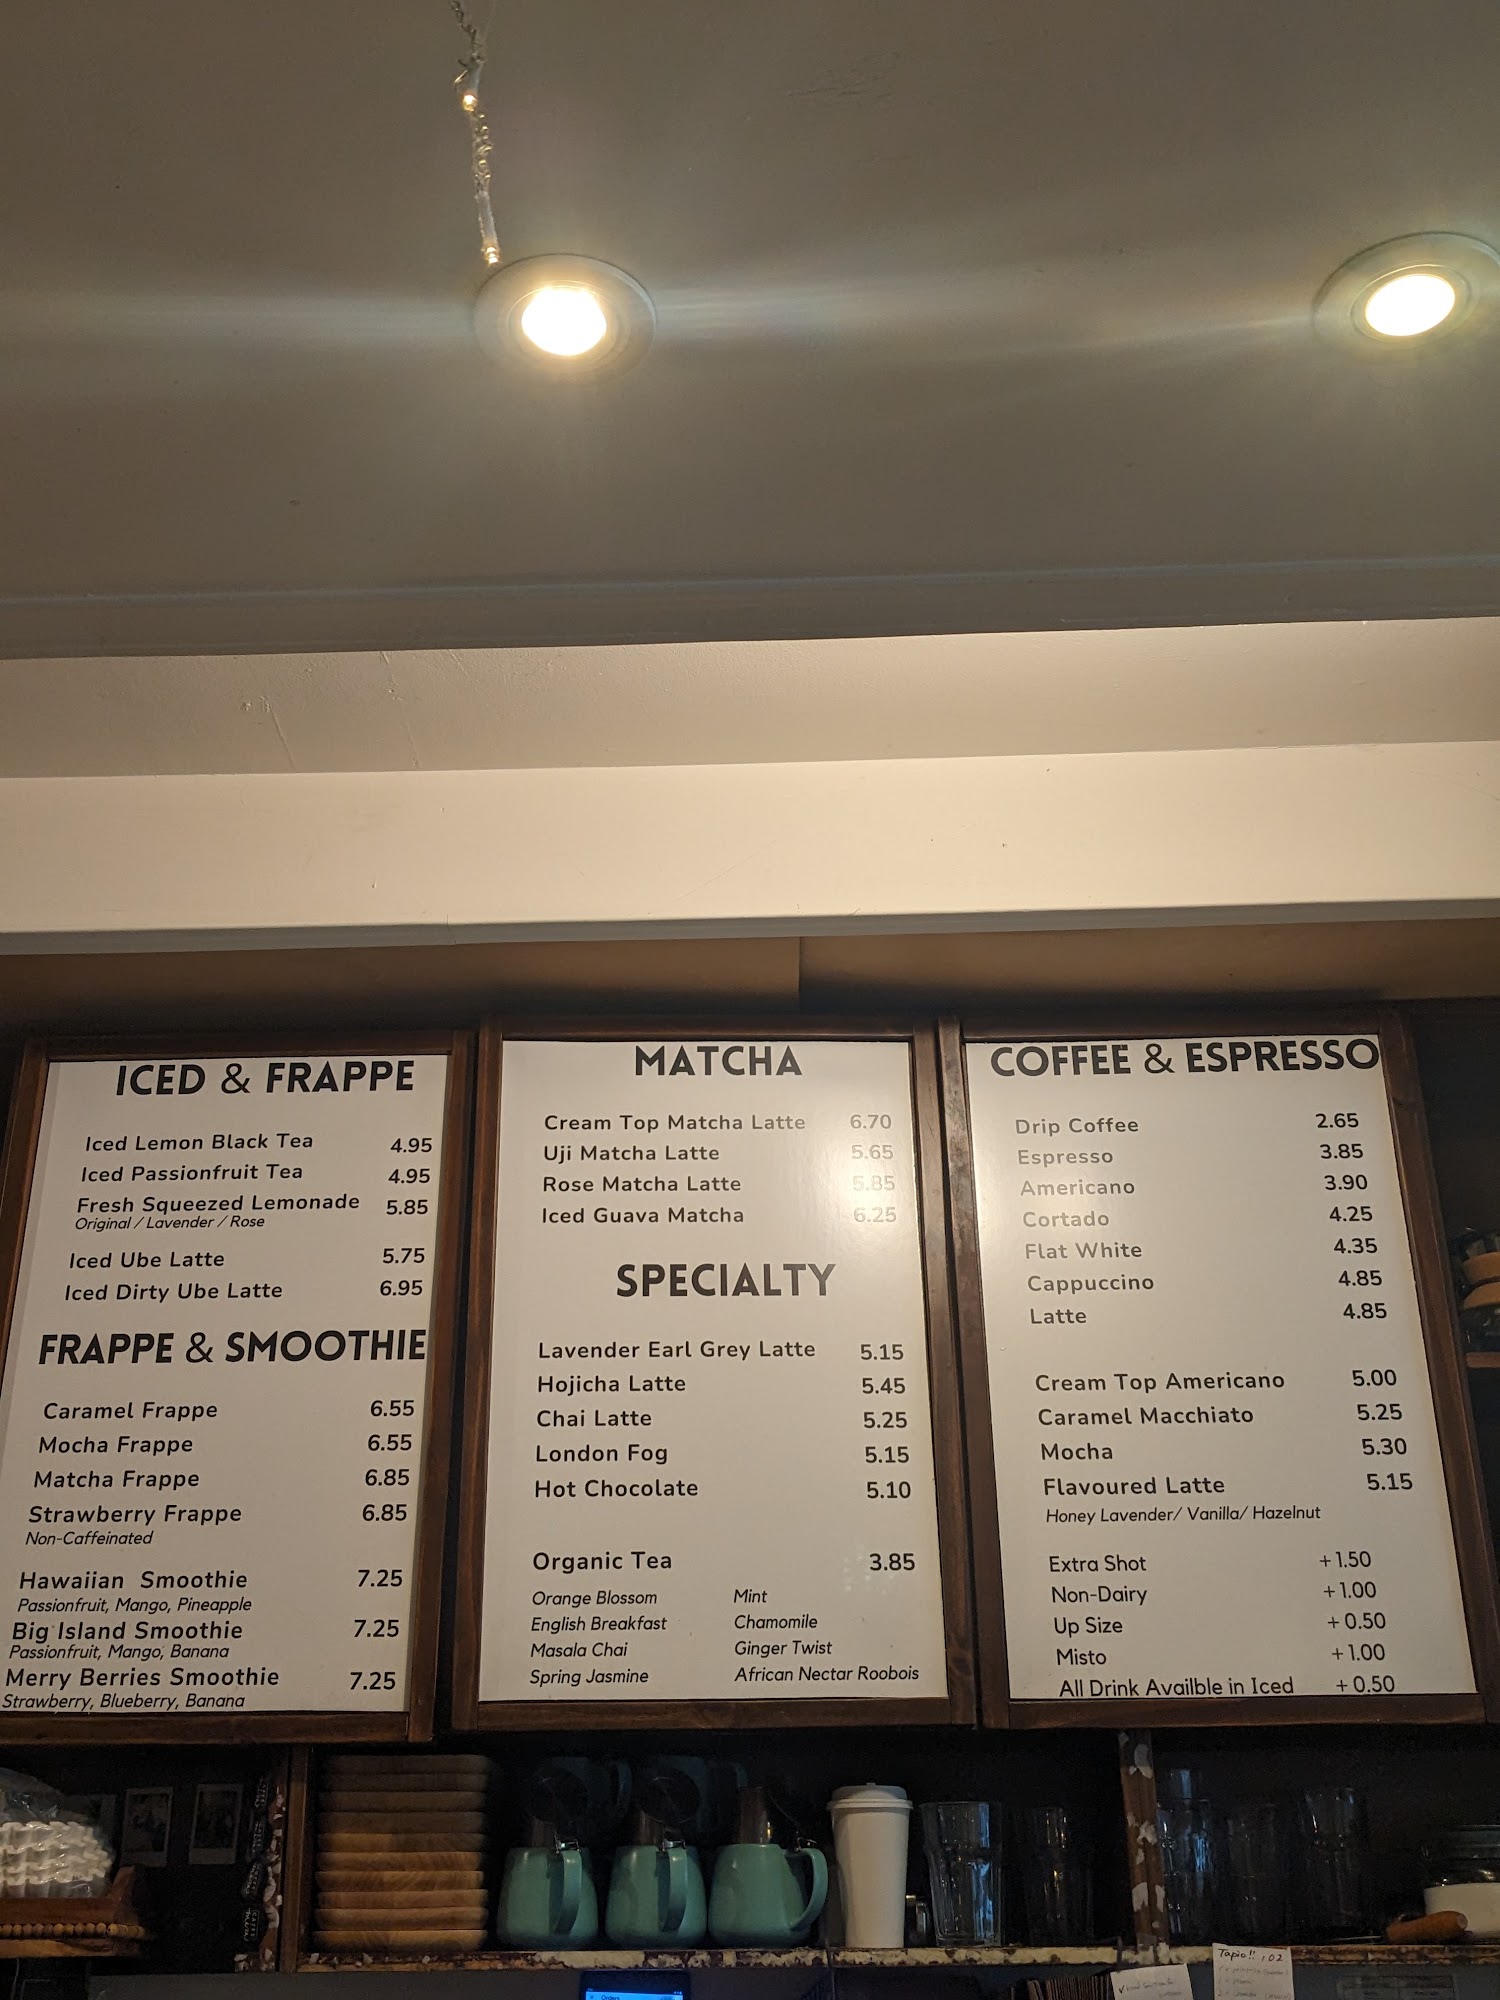 ICED & FRAPPE
Iced Lemon Black Tea 4.95
Iced Passionfruit Tea 4.95
Fresh Squeezed Lemonade 5.85
Original / Lavender / Rose
Iced Ube Latte 5.75
Iced Dirty Ube Latte 6.95
FRAPPE & SMOOTHIE
Caramel Frappe 6.55
Mocha Frappe 6.55
Matcha Frappe 6.85
Strawberry Frappe 6.85
Non-Caffeinated
Hawaiian Smoothie 7.25
Passionfruit, Mango, Pineapple
Big Island Smoothie 7.25
Passionfruit, Mango, Banana
Merry Berries Smoothie 7.25
Strawberry, Blueberry, Banana
MATCHA
Cream Top Matcha Latte 6.70
Uji Matcha Latte 5.65
Rose Matcha Latte 5.85
Iced Guava Matcha 6.25
SPECIALTY
Lavender Earl Grey Latte 5.15
Hojicha Latte 5.45
Chai Latte 5.25
London Fog 5.15
Hot Chocolate 5.10
Organic Tea 3.85
Orange Blossom Mint
English Breakfast Chamomile
Masala Chai Ginger Twist
Spring Jasmine African Nectar Roobois
COFFEE & ESPRESSO
Drip Coffee 2.65
Espresso 3.85
Americano 3.90
Cortado 4.25
Flat White 4.35
Cappuccino 4.85
Latte 4.85
Cream Top Americano 5.00
Caramel Macchiato 5.25
Mocha 5.30
Flavoured Latte 5.15
Honey Lavender/ Vanilla/ Hazelnut
Extra Shot +1.50
Non-Dairy +1.00
Up Size +0.50
Misto +1.00
All Drink Availble in Iced +0.50
Orders